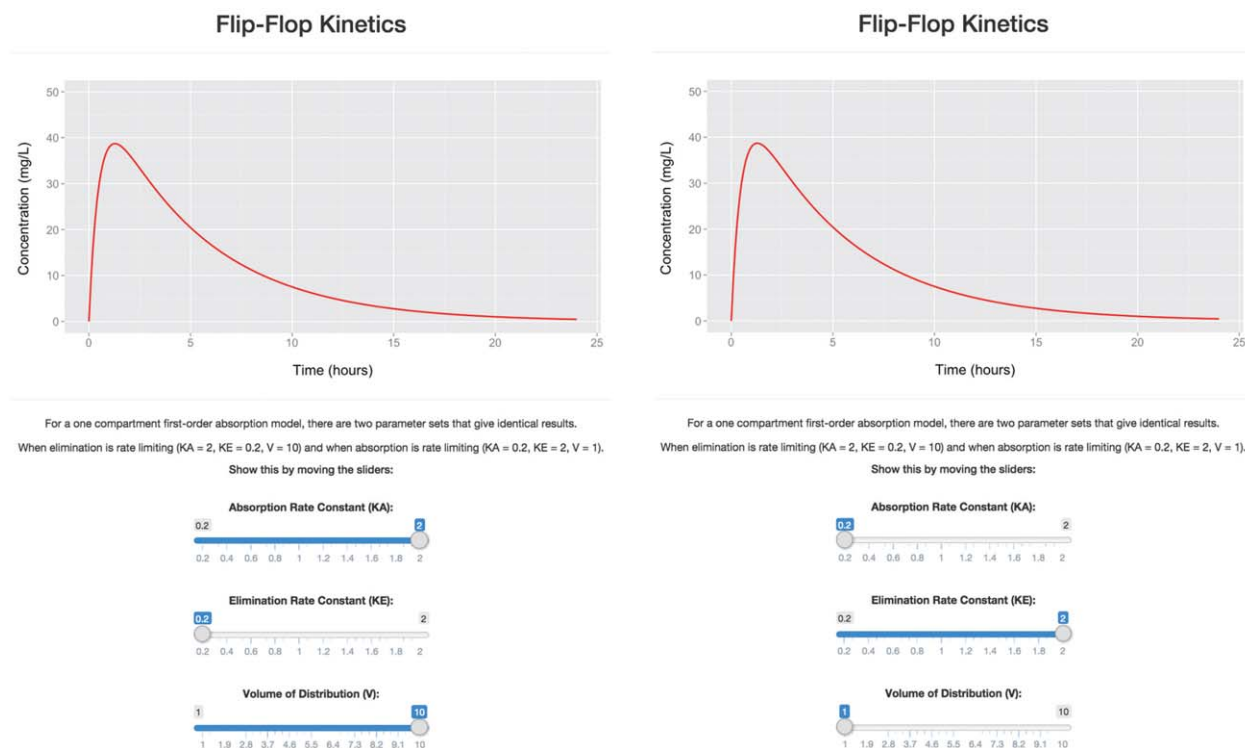 Flip-Flop Kinetics
50
40
30
20
10
0
Concentration (mg/L)
0 5 10 15 20 25
Time (hours)
For a one compartment first-order absorption model, there are two parameter sets that give identical results.
When elimination is rate limiting (KA = 2, KE = 0.2, V = 10) and when absorption is rate limiting (KA = 0.2, KE = 2, V = 1).
Show this by moving the sliders:
Absorption Rate Constant (KA):
0.2 2
0.2 0.4 0.6 0.8 1 1.2 1.4 1.6 1.8 2
Elimination Rate Constant (KE):
0.2 2
0.2 0.4 0.6 0.8 1 1.2 1.4 1.6 1.8 2
Volume of Distribution (V):
1 10
1 1.9 2.8 3.7 4.6 5.5 6.4 7.3 8.2 9.1 10
Flip-Flop Kinetics
50
40
30
20
10
0
Concentration (mg/L)
0 5 10 15 20 25
Time (hours)
For a one compartment first-order absorption model, there are two parameter sets that give identical results.
When elimination is rate limiting (KA = 2, KE = 0.2, V = 10) and when absorption is rate limiting (KA = 0.2, KE = 2, V = 1).
Show this by moving the sliders:
Absorption Rate Constant (KA):
0.2 2
0.2 0.4 0.6 0.8 1 1.2 1.4 1.6 1.8 2
Elimination Rate Constant (KE):
0.2 2
0.2 0.4 0.6 0.8 1 1.2 1.4 1.6 1.8 2
Volume of Distribution (V):
1 10
1 1.9 2.8 3.7 4.6 5.5 6.4 7.3 8.2 9.1 10